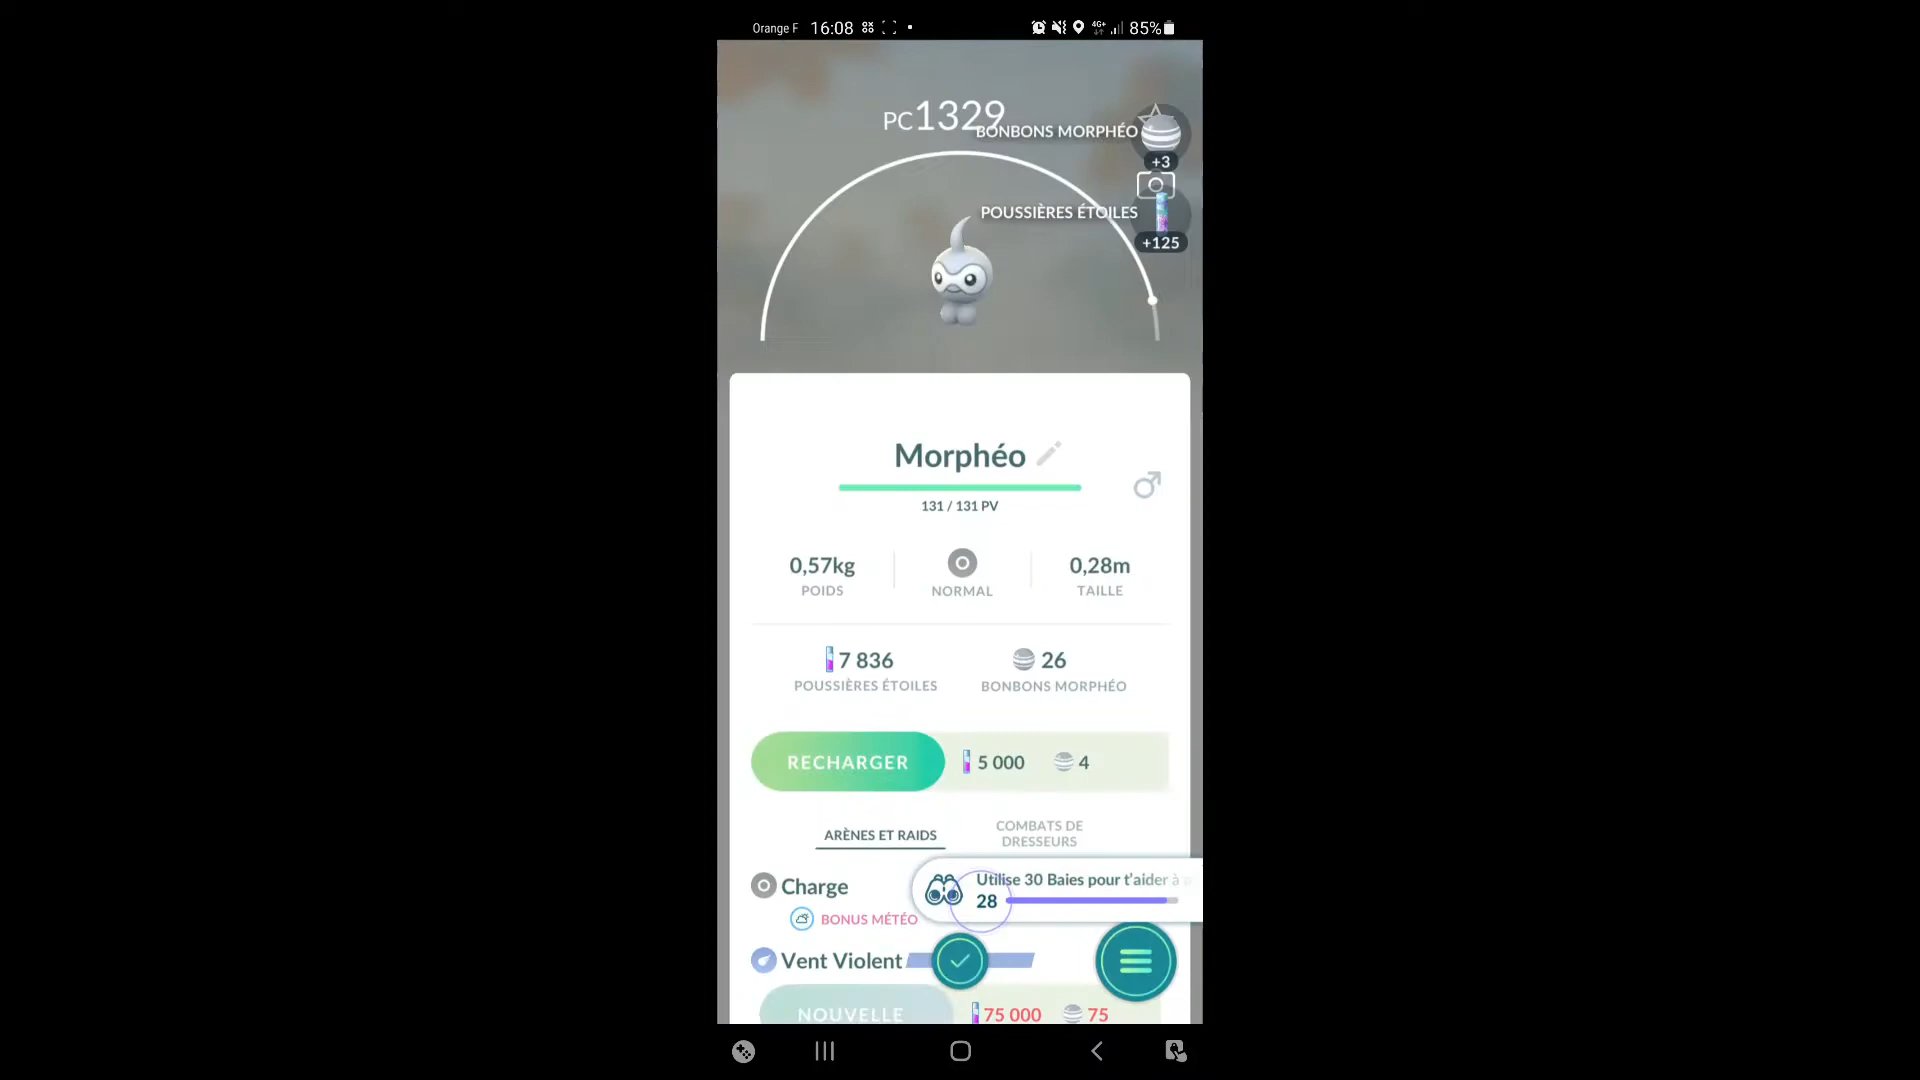 Orange F 16:08 4G+ 85%
PC1329
BONBONS MORPHÉO
+3
POUSSIÈRES ÉTOILES
+125
Morphéo
131 / 131 PV
0,57kg
POIDS
NORMAL
0,28m
TAILLE
7 836
POUSSIÈRES ÉTOILES
26
BONBONS MORPHÉO
RECHARGER 5 000 4
ARÈNES ET RAIDS
COMBATS DE
DRESSEURS
Charge
BONUS MÉTÉO
Utilise 30 Baies pour t'aider à
28
Vent Violent
NOUVELLE 75 000 75